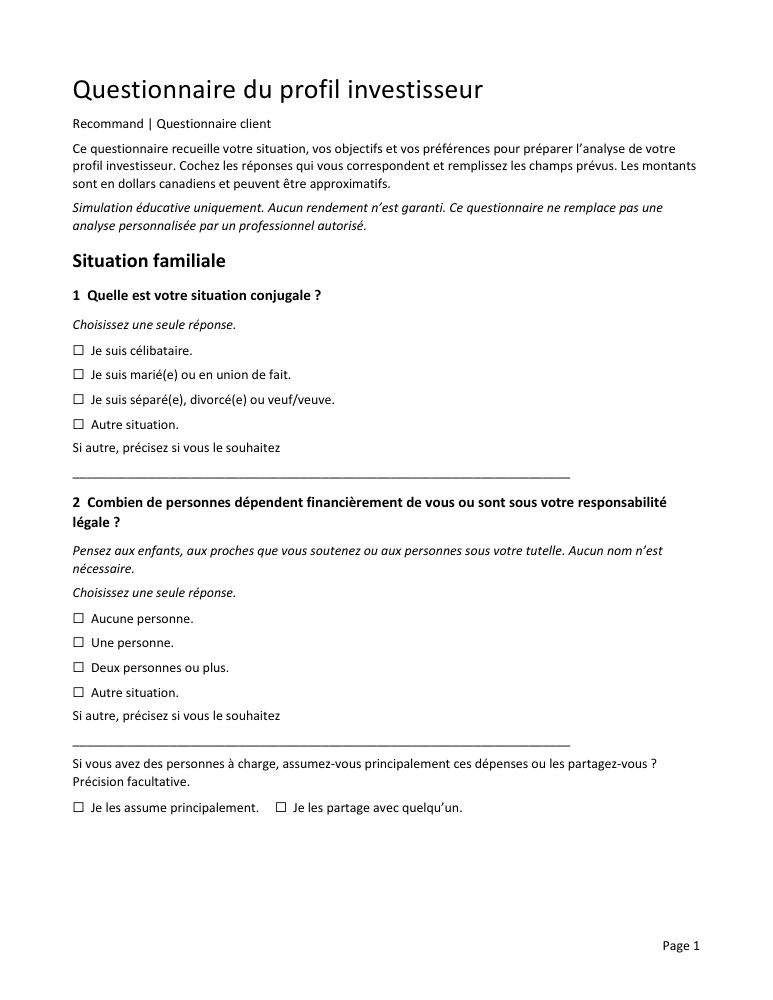 Questionnaire du profil investisseur
Recommand | Questionnaire client
Ce questionnaire recueille votre situation, vos objectifs et vos préférences pour préparer l’analyse de votre
profil investisseur. Cochez les réponses qui vous correspondent et remplissez les champs prévus. Les montants
sont en dollars canadiens et peuvent être approximatifs.
Simulation éducative uniquement. Aucun rendement n’est garanti. Ce questionnaire ne remplace pas une
analyse personnalisée par un professionnel autorisé.
Situation familiale
1 Quelle est votre situation conjugale ?
Choisissez une seule réponse.
☐ Je suis célibataire.
☐ Je suis marié(e) ou en union de fait.
☐ Je suis séparé(e), divorcé(e) ou veuf/veuve.
☐ Autre situation.
Si autre, précisez si vous le souhaitez
_______________________________________________________________________
2 Combien de personnes dépendent financièrement de vous ou sont sous votre responsabilité
légale ?
Pensez aux enfants, aux proches que vous soutenez ou aux personnes sous votre tutelle. Aucun nom n’est
nécessaire.
Choisissez une seule réponse.
☐ Aucune personne.
☐ Une personne.
☐ Deux personnes ou plus.
☐ Autre situation.
Si autre, précisez si vous le souhaitez
_______________________________________________________________________
Si vous avez des personnes à charge, assumez-vous principalement ces dépenses ou les partagez-vous ?
Précision facultative.
☐ Je les assume principalement. ☐ Je les partage avec quelqu’un.
Page 1